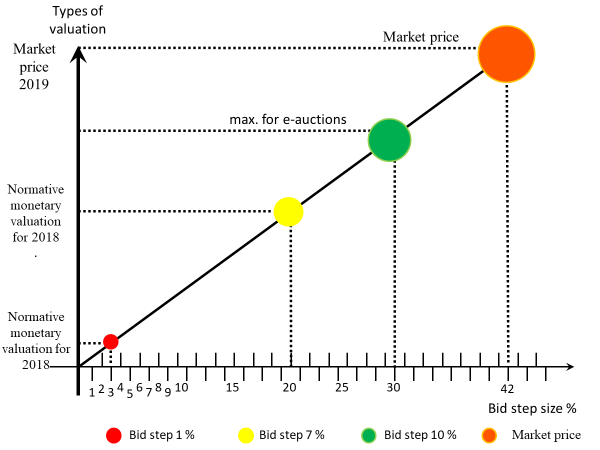 Types of
valuation
Market
price
2019
Market price
max. for e-auctions
Normative
monetary
valuation
for 2018
.
Normative
monetary
valuation for
2018
1 2 3 4 5 6 7 8 9 10 15 20 25 30 42
Bid step size %
Bid step 1 % Bid step 7 % Bid step 10 % Market price